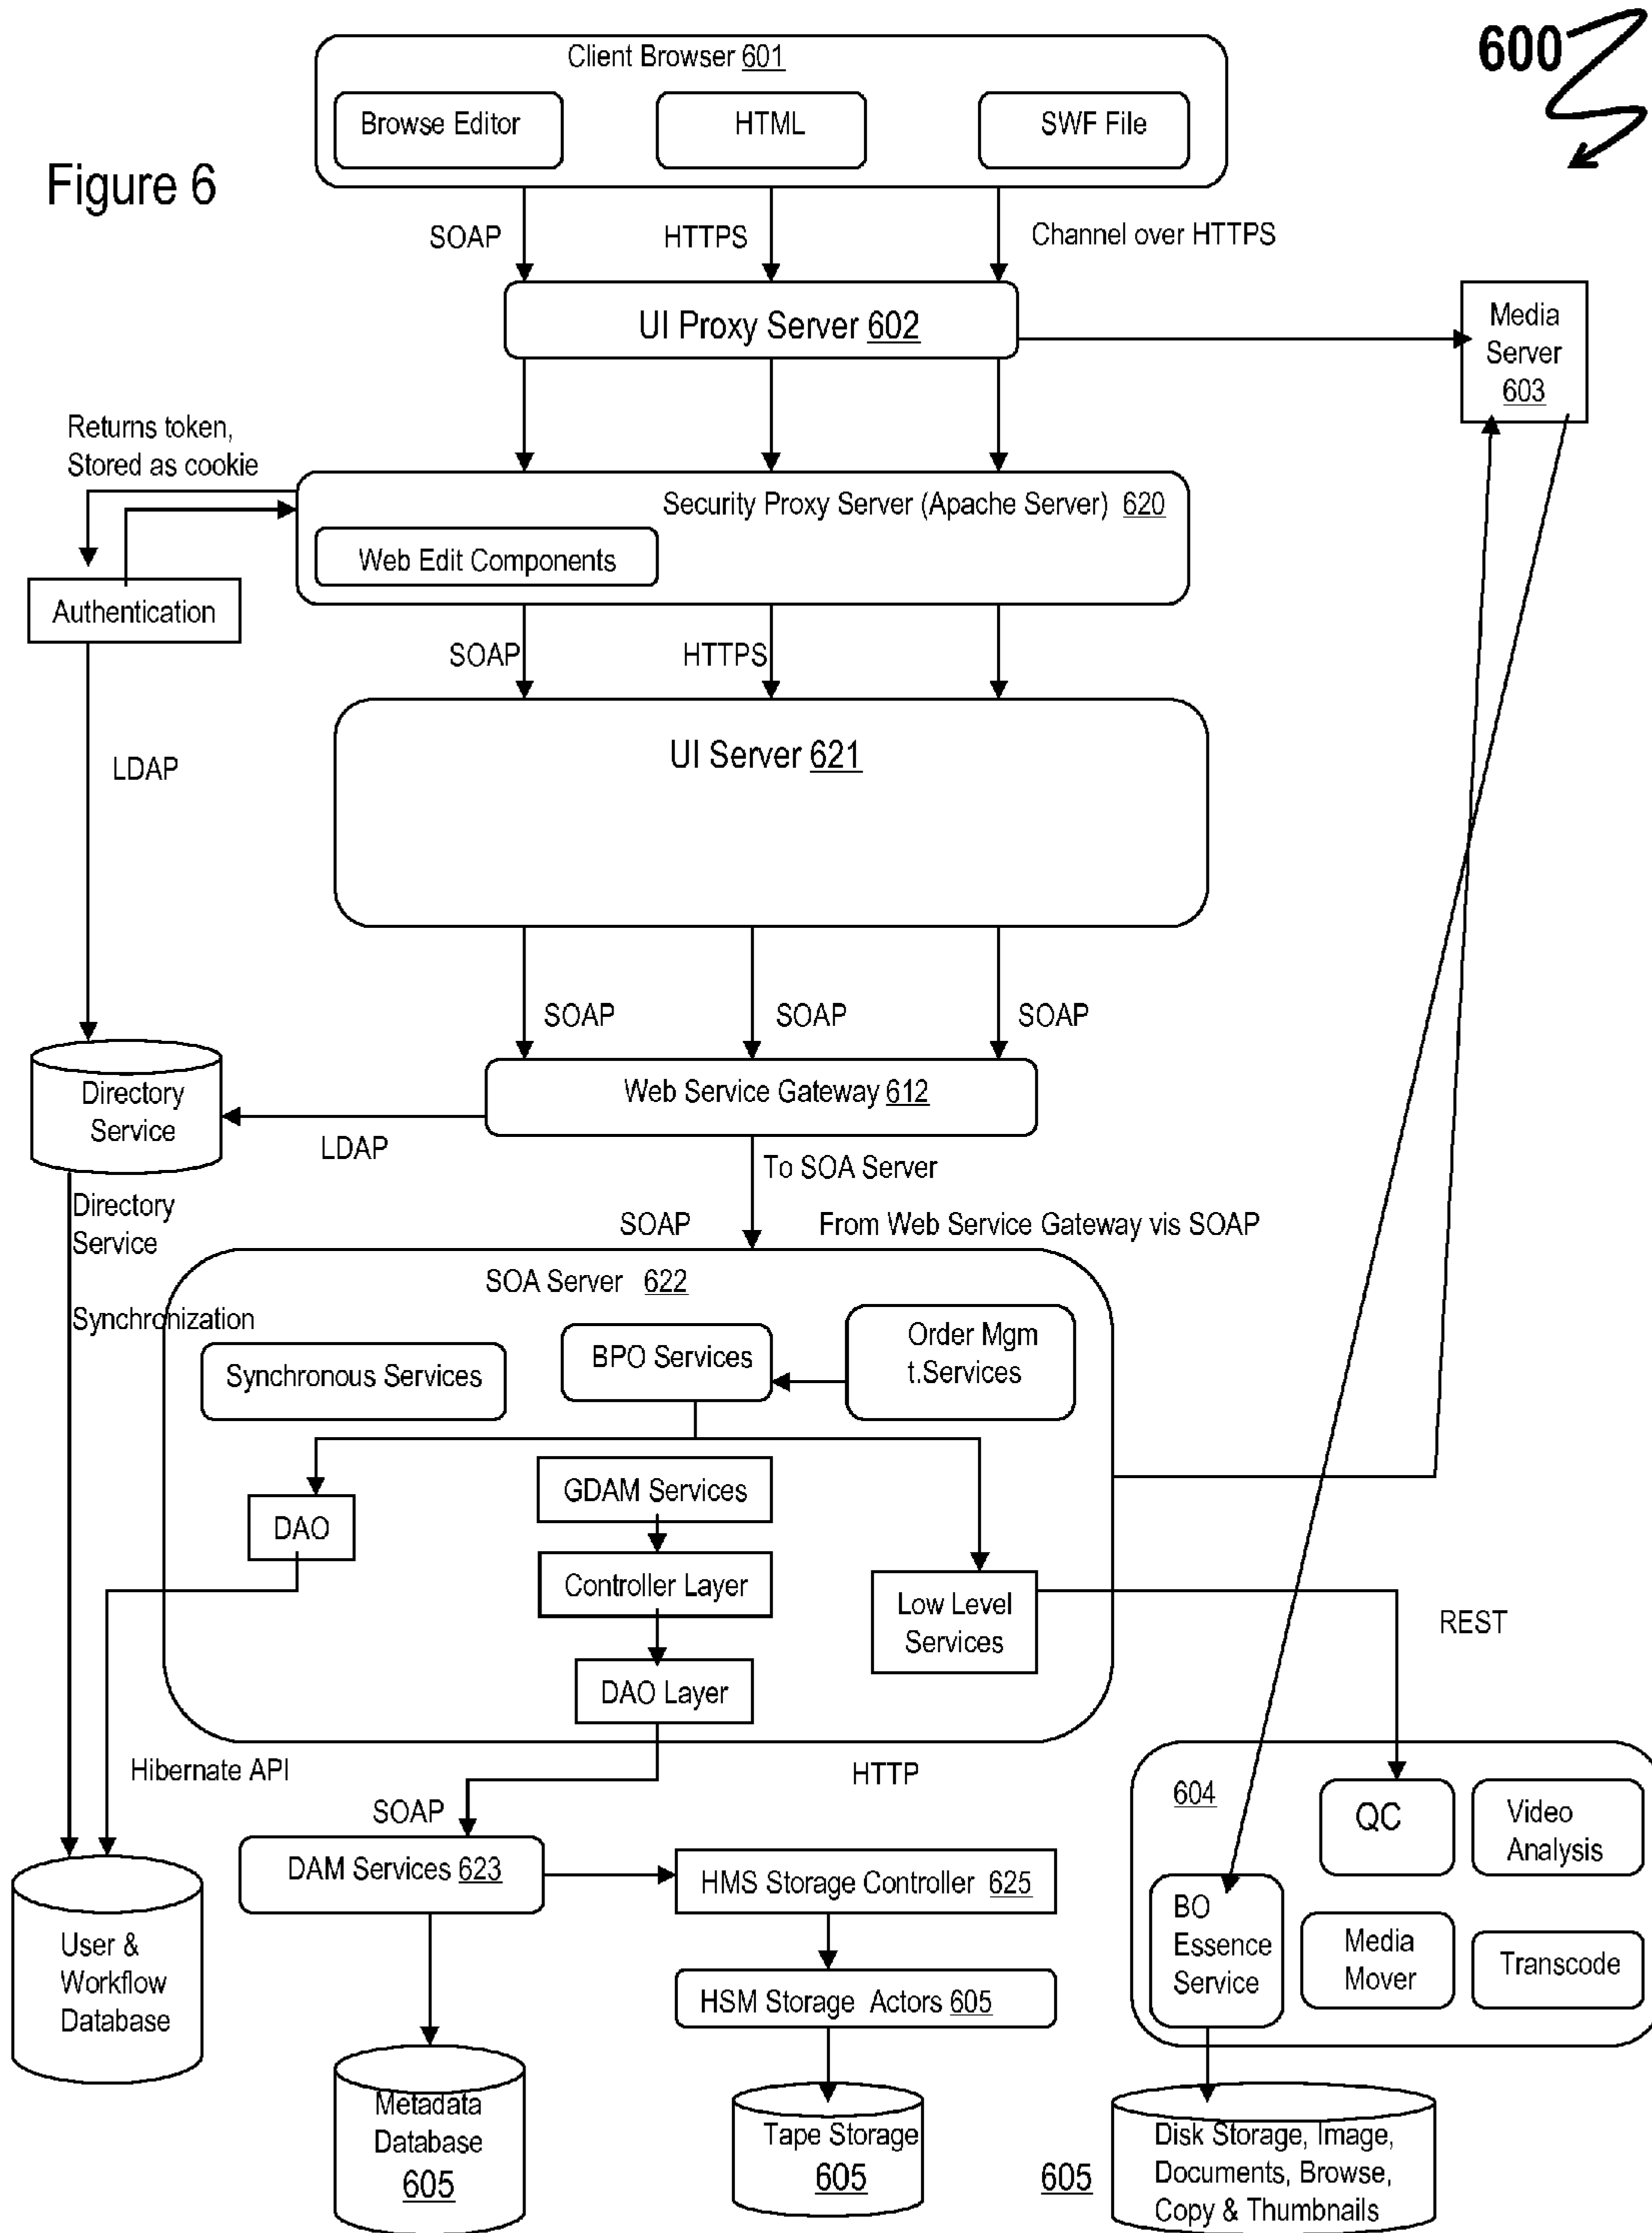 600
Client Browser 601
Browse Editor
HTML
SWF File
Figure 6
SOAP
HTTPS
Channel over HTTPS
UI Proxy Server 602
Media
Server
603
Returns token,
Stored as cookie
Security Proxy Server (Apache Server) 620
Web Edit Components
Authentication
SOAP
HTTPS
UI Server 621
LDAP
SOAP
SOAP
SOAP
Directory
Service
Web Service Gateway 612
LDAP
To SOA Server
Directory
Service
SOAP
From Web Service Gateway vis SOAP
SOA Server 622
Synchronization
Synchronous Services
BPO Services
Order Mgm
t.Services
GDAM Services
DAO
Controller Layer
Low Level
Services
REST
DAO Layer
Hibernate API
HTTP
SOAP
604
QC
Video
Analysis
DAM Services 623
HMS Storage Controller 625
BO
Essence
Service
Media
Mover
Transcode
User &
Workflow
Database
HSM Storage Actors 605
Metadata
Database
605
Tape Storage
605
605
Disk Storage, Image,
Documents, Browse,
Copy & Thumbnails